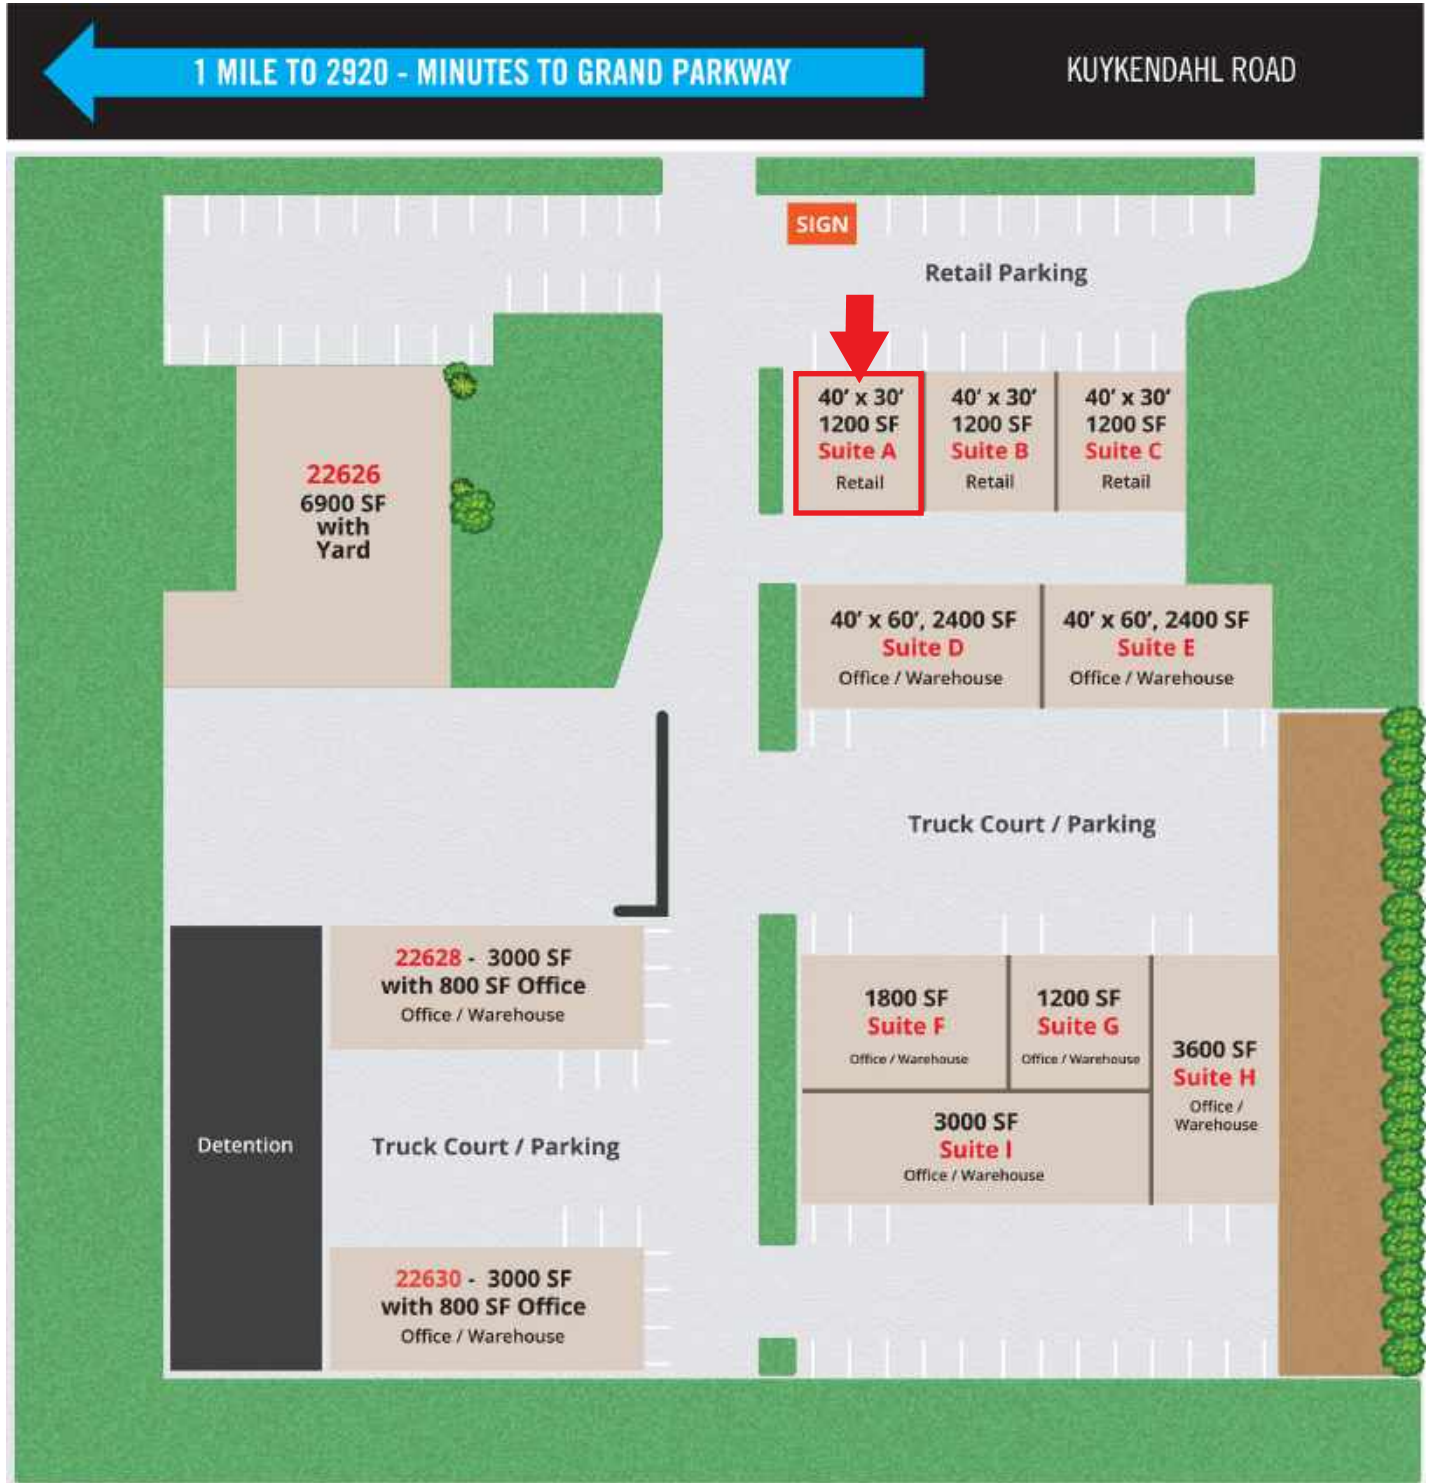 1 MILE TO 2920 - MINUTES TO GRAND PARKWAY
KUYKENDAHL ROAD
SIGN
Retail Parking
40' x 30'
1200 SF
Suite A
Retail
40' x 30'
1200 SF
Suite B
Retail
40' x 30'
1200 SF
Suite C
Retail
22626
6900 SF
with
Yard
40' x 60', 2400 SF
Suite D
Office / Warehouse
40' x 60', 2400 SF
Suite E
Office / Warehouse
Truck Court / Parking
22628 - 3000 SF
with 800 SF Office
Office / Warehouse
1800 SF
Suite F
Office / Warehouse
1200 SF
Suite G
Office / Warehouse
3600 SF
Suite H
Office /
Warehouse
3000 SF
Suite I
Office / Warehouse
Detention
Truck Court / Parking
22630 - 3000 SF
with 800 SF Office
Office / Warehouse